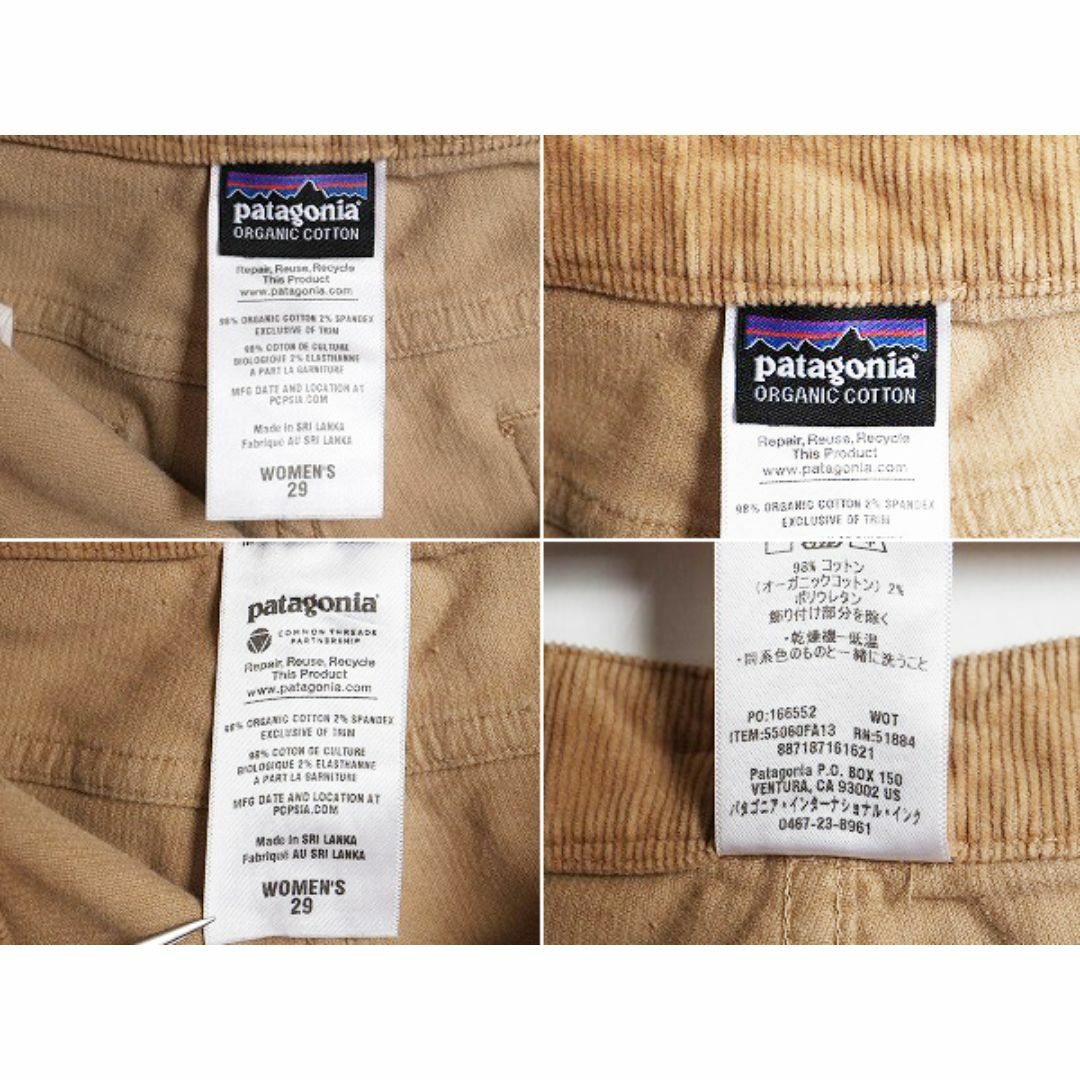 patagonia®
ORGANIC COTTON
Repair, Reuse, Recycle
This Product
www.patagonia.com
98% ORGANIC COTTON 2% SPANDEX
EXCLUSIVE OF TRIM
98% COTON DE CULTURE
BIOLOGIQUE 2% ELASTHANNE
A PART LA GARNITURE
MFG DATE AND LOCATION AT
PCPSIA.COM
Made in SRI LANKA
Fabriqué AU SRI LANKA
WOMEN'S
29
patagonia®
ORGANIC COTTON
Repair, Reuse, Recycle
This Product
www.patagonia.com
98% ORGANIC COTTON 2% SPANDEX
EXCLUSIVE OF TRIM
patagonia®
COMMON THREADS
PARTNERSHIP
Repair, Reuse, Recycle
This Product
www.patagonia.com
98% ORGANIC COTTON 2% SPANDEX
EXCLUSIVE OF TRIM
98% COTON DE CULTURE
BIOLOGIQUE 2% ELASTHANNE
A PART LA GARNITURE
MFG DATE AND LOCATION AT
PCPSIA.COM
Made in SRI LANKA
Fabriqué AU SRI LANKA
WOMEN'S
29
98% コットン
(オーガニックコットン) 2%
ポリウレタン
飾り付け部分を除く
・乾燥機－低温
・同系色のものと一緒に洗うこと
PO:166552 WOT
ITEM:55060FA13 RN:51884
887187161621
Patagonia P.O. BOX 150
VENTURA, CA 93002 US
パタゴニア・インターナショナル・インク
0467-23-8961